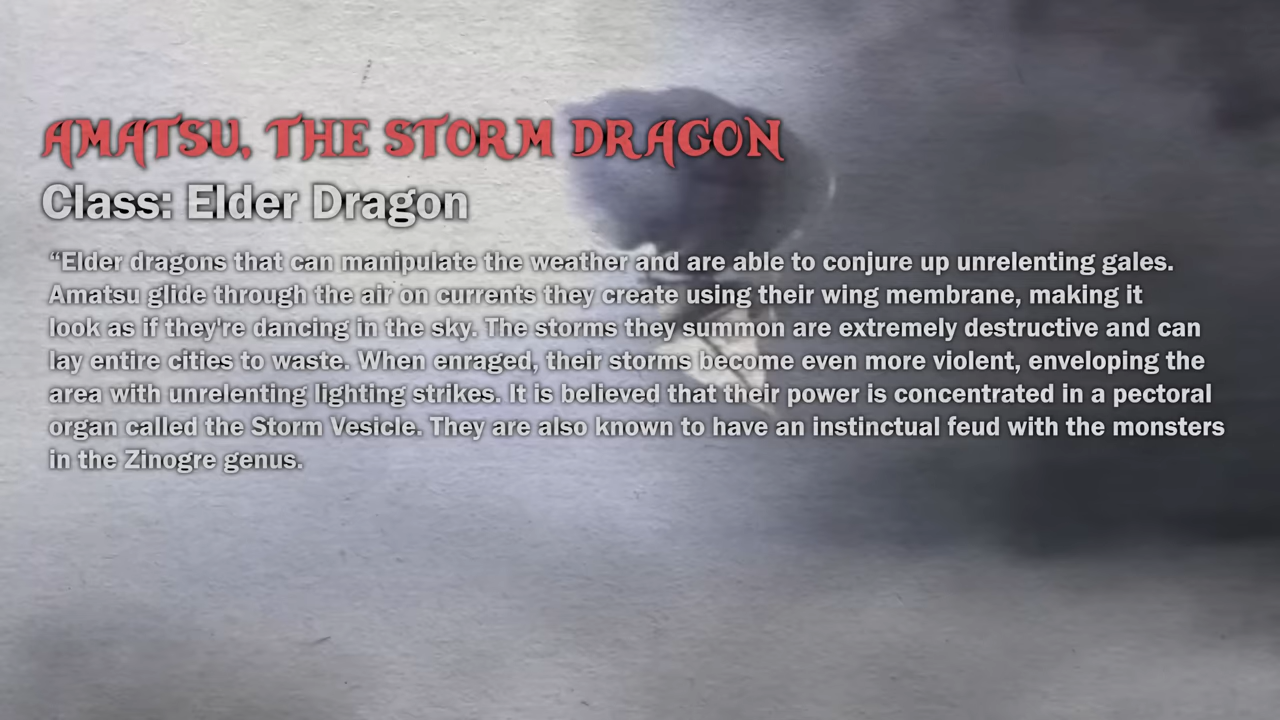 AMATSU, THE STORM DRAGON
Class: Elder Dragon
“Elder dragons that can manipulate the weather and are able to conjure up unrelenting gales.
Amatsu glide through the air on currents they create using their wing membrane, making it
look as if they're dancing in the sky. The storms they summon are extremely destructive and can
lay entire cities to waste. When enraged, their storms become even more violent, enveloping the
area with unrelenting lighting strikes. It is believed that their power is concentrated in a pectoral
organ called the Storm Vesicle. They are also known to have an instinctual feud with the monsters
in the Zinogre genus.